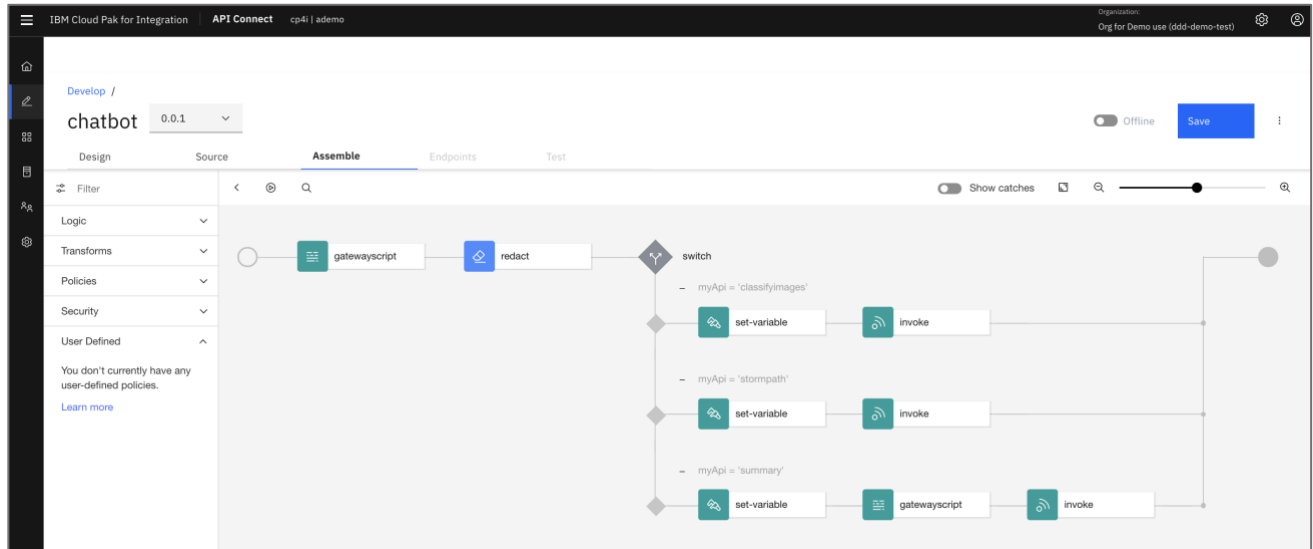 IBM Cloud Pak for Integration API Connect cp4i | ademo
Organization:
Org for Demo use (ddd-demo-test)
Develop /
chatbot 0.0.1
Offline Save
Design Source Assemble Endpoints Test
Filter
Show catches
Logic
Transforms
Policies
Security
User Defined
You don't currently have any
user-defined policies.
Learn more
gatewayscript redact switch
myApi = 'classifyimages'
set-variable invoke
myApi = 'stormpath'
set-variable invoke
myApi = 'summary'
set-variable gatewayscript invoke